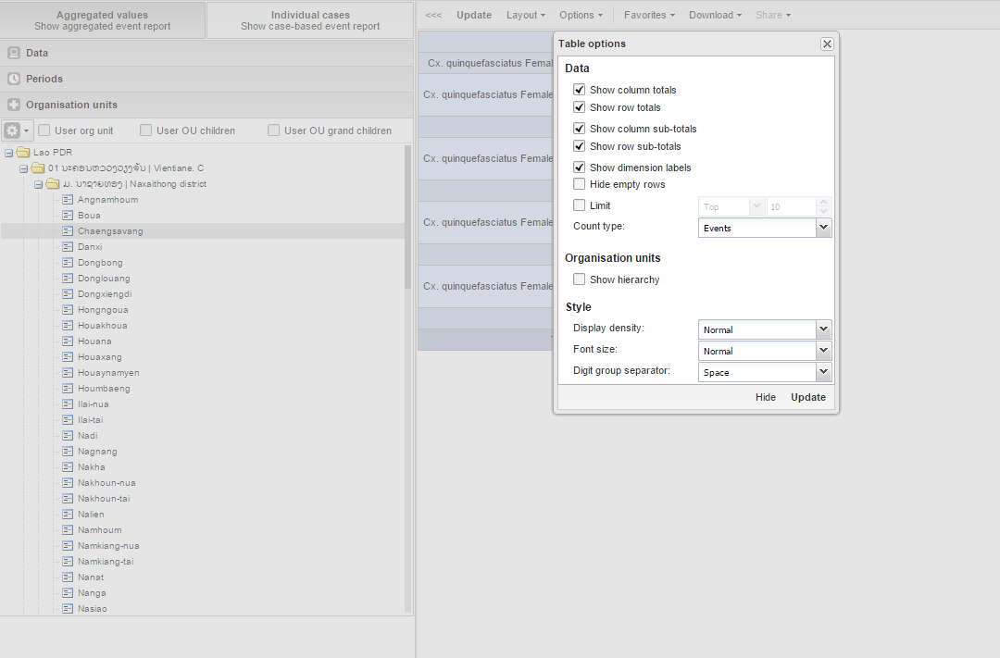 Aggregated values
Show aggregated event report
Individual cases
Show case-based event report
<<< Update Layout Options Favorites Download Share
Data
Periods
Organisation units
User org unit User OU children User OU grand children
Lao PDR
01 ນະຄອນຫລວງວຽງຈັນ | Vientiane. C
ມ. ນາຊາຍທອງ | Naxaithong district
Angnamhoum
Boua
Chaengsavang
Danxi
Dongbong
Donglouang
Dongxiengdi
Hongngoua
Houakhoua
Houana
Houaxang
Houaynamyen
Houmbaeng
Ilai-nua
Ilai-tai
Nadi
Nagnang
Nakha
Nakhoun-nua
Nakhoun-tai
Nalien
Namhoum
Namkiang-nua
Namkiang-tai
Nanat
Nanga
Nasiao
Cx. quinquefasciatus Femal
Cx. quinquefasciatus Female
Cx. quinquefasciatus Female
Cx. quinquefasciatus Female
Cx. quinquefasciatus Female
Table options
Data
Show column totals
Show row totals
Show column sub-totals
Show row sub-totals
Show dimension labels
Hide empty rows
Limit Top 10
Count type: Events
Organisation units
Show hierarchy
Style
Display density: Normal
Font size: Normal
Digit group separator: Space
Hide Update